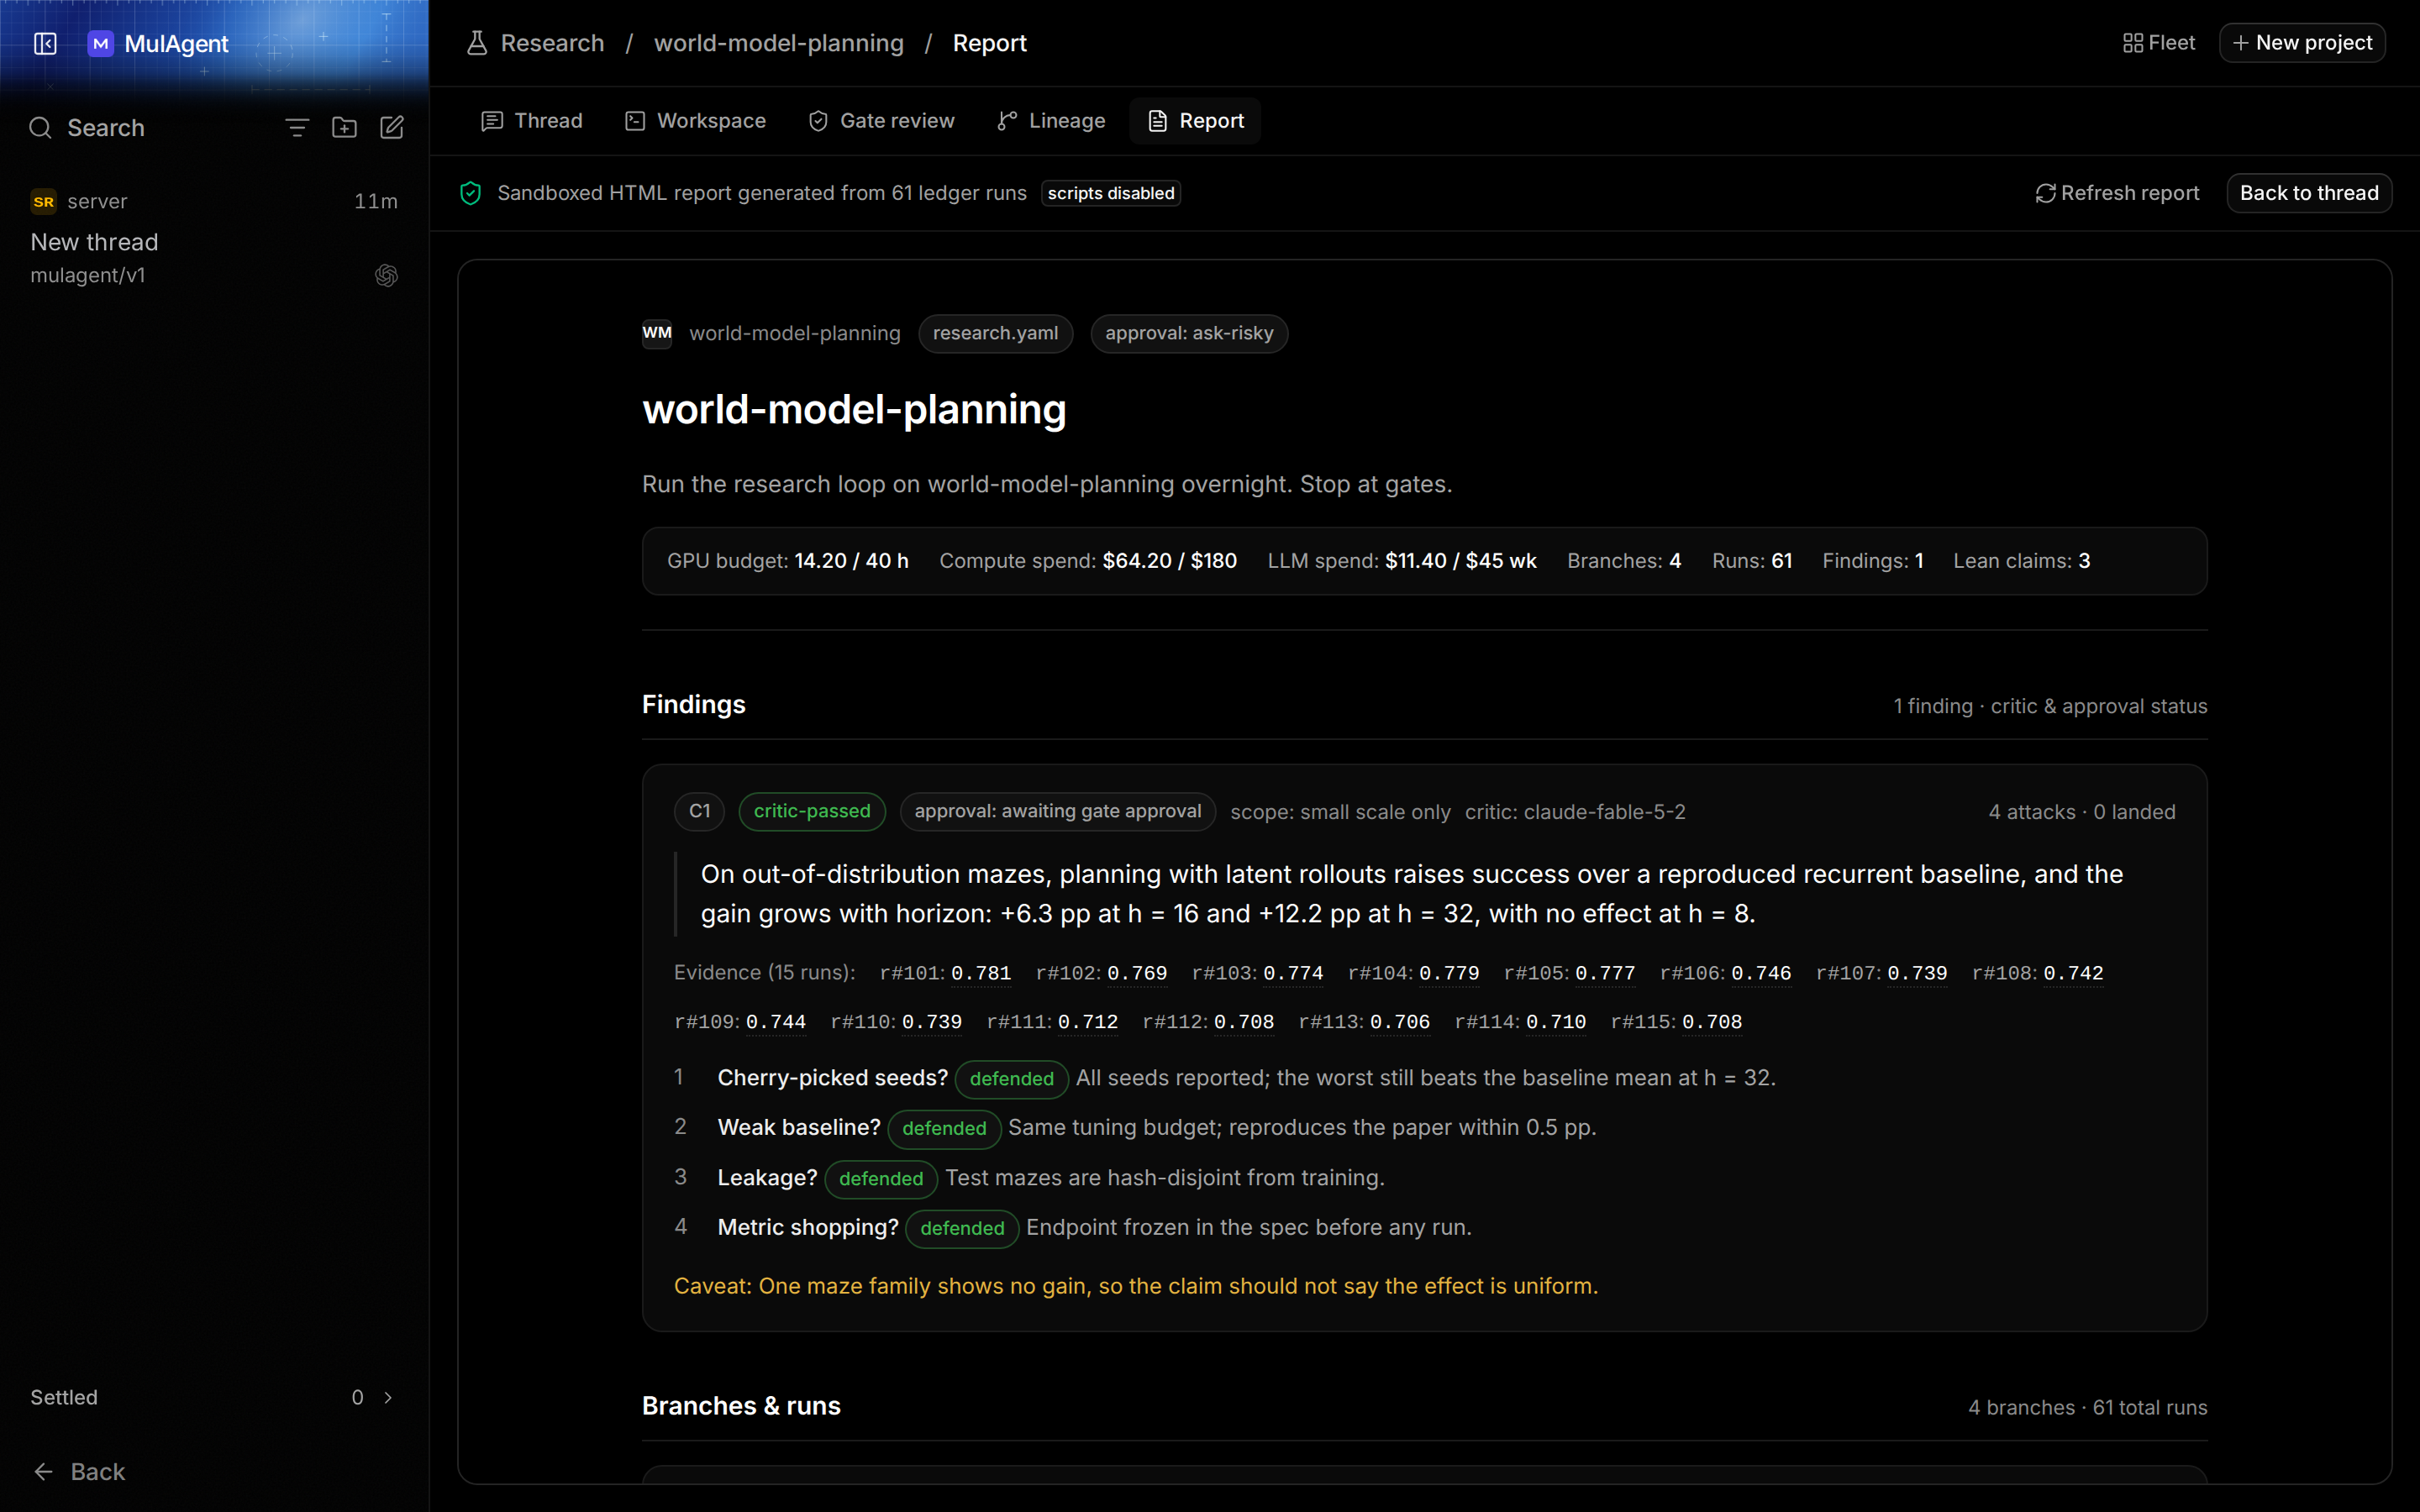 M MulAgent
Research / world-model-planning / Report
Fleet
New project
Search
Thread
Workspace
Gate review
Lineage
Report
Sandboxed HTML report generated from 61 ledger runs scripts disabled
Refresh report
Back to thread
SR server 11m
New thread
mulagent/v1
WM world-model-planning research.yaml approval: ask-risky
world-model-planning
Run the research loop on world-model-planning overnight. Stop at gates.
GPU budget: 14.20 / 40 h Compute spend: $64.20 / $180 LLM spend: $11.40 / $45 wk Branches: 4 Runs: 61 Findings: 1 Lean claims: 3
Findings
1 finding · critic & approval status
C1 critic-passed approval: awaiting gate approval scope: small scale only critic: claude-fable-5-2 4 attacks · 0 landed
On out-of-distribution mazes, planning with latent rollouts raises success over a reproduced recurrent baseline, and the
gain grows with horizon: +6.3 pp at h = 16 and +12.2 pp at h = 32, with no effect at h = 8.
Evidence (15 runs): r#101: 0.781 r#102: 0.769 r#103: 0.774 r#104: 0.779 r#105: 0.777 r#106: 0.746 r#107: 0.739 r#108: 0.742
r#109: 0.744 r#110: 0.739 r#111: 0.712 r#112: 0.708 r#113: 0.706 r#114: 0.710 r#115: 0.708
1 Cherry-picked seeds? defended All seeds reported; the worst still beats the baseline mean at h = 32.
2 Weak baseline? defended Same tuning budget; reproduces the paper within 0.5 pp.
3 Leakage? defended Test mazes are hash-disjoint from training.
4 Metric shopping? defended Endpoint frozen in the spec before any run.
Caveat: One maze family shows no gain, so the claim should not say the effect is uniform.
Branches & runs
4 branches · 61 total runs
Settled 0
Back